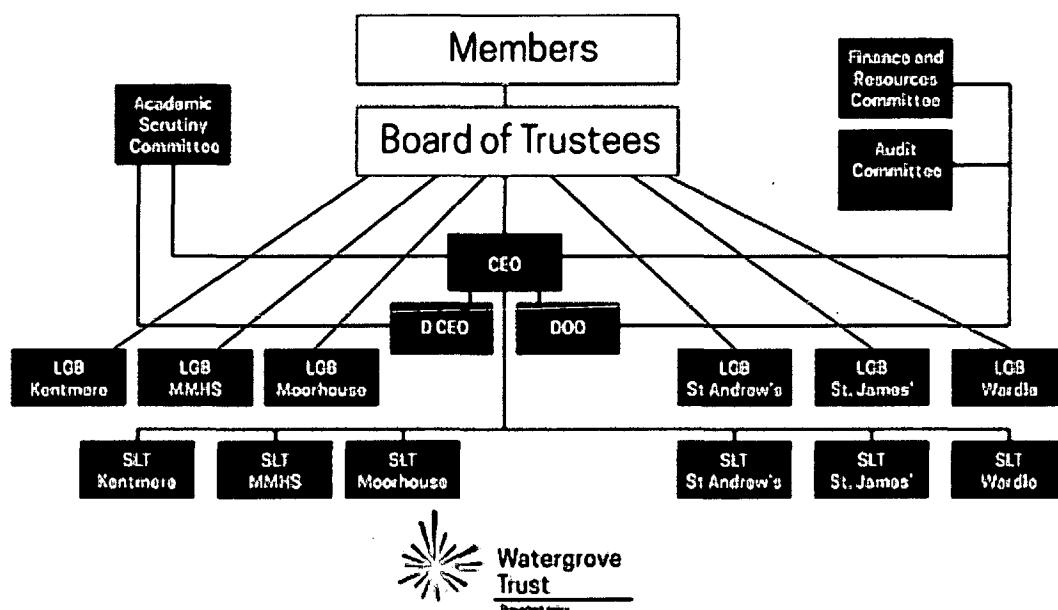 Members
Finance and
Resources
Committee
Academic
Scrutiny
Committee
Board of Trustees
Audit
Committee
CEO
D CEO
DOO
LGB
Kentmere
LGB
MMHS
LGB
Moorhouse
LGB
St Andrew's
LGB
St. James'
LGB
Wardle
SLT
Kentmere
SLT
MMHS
SLT
Moorhouse
SLT
St Andrew's
SLT
St. James'
SLT
Wardle
Watergrove
Trust